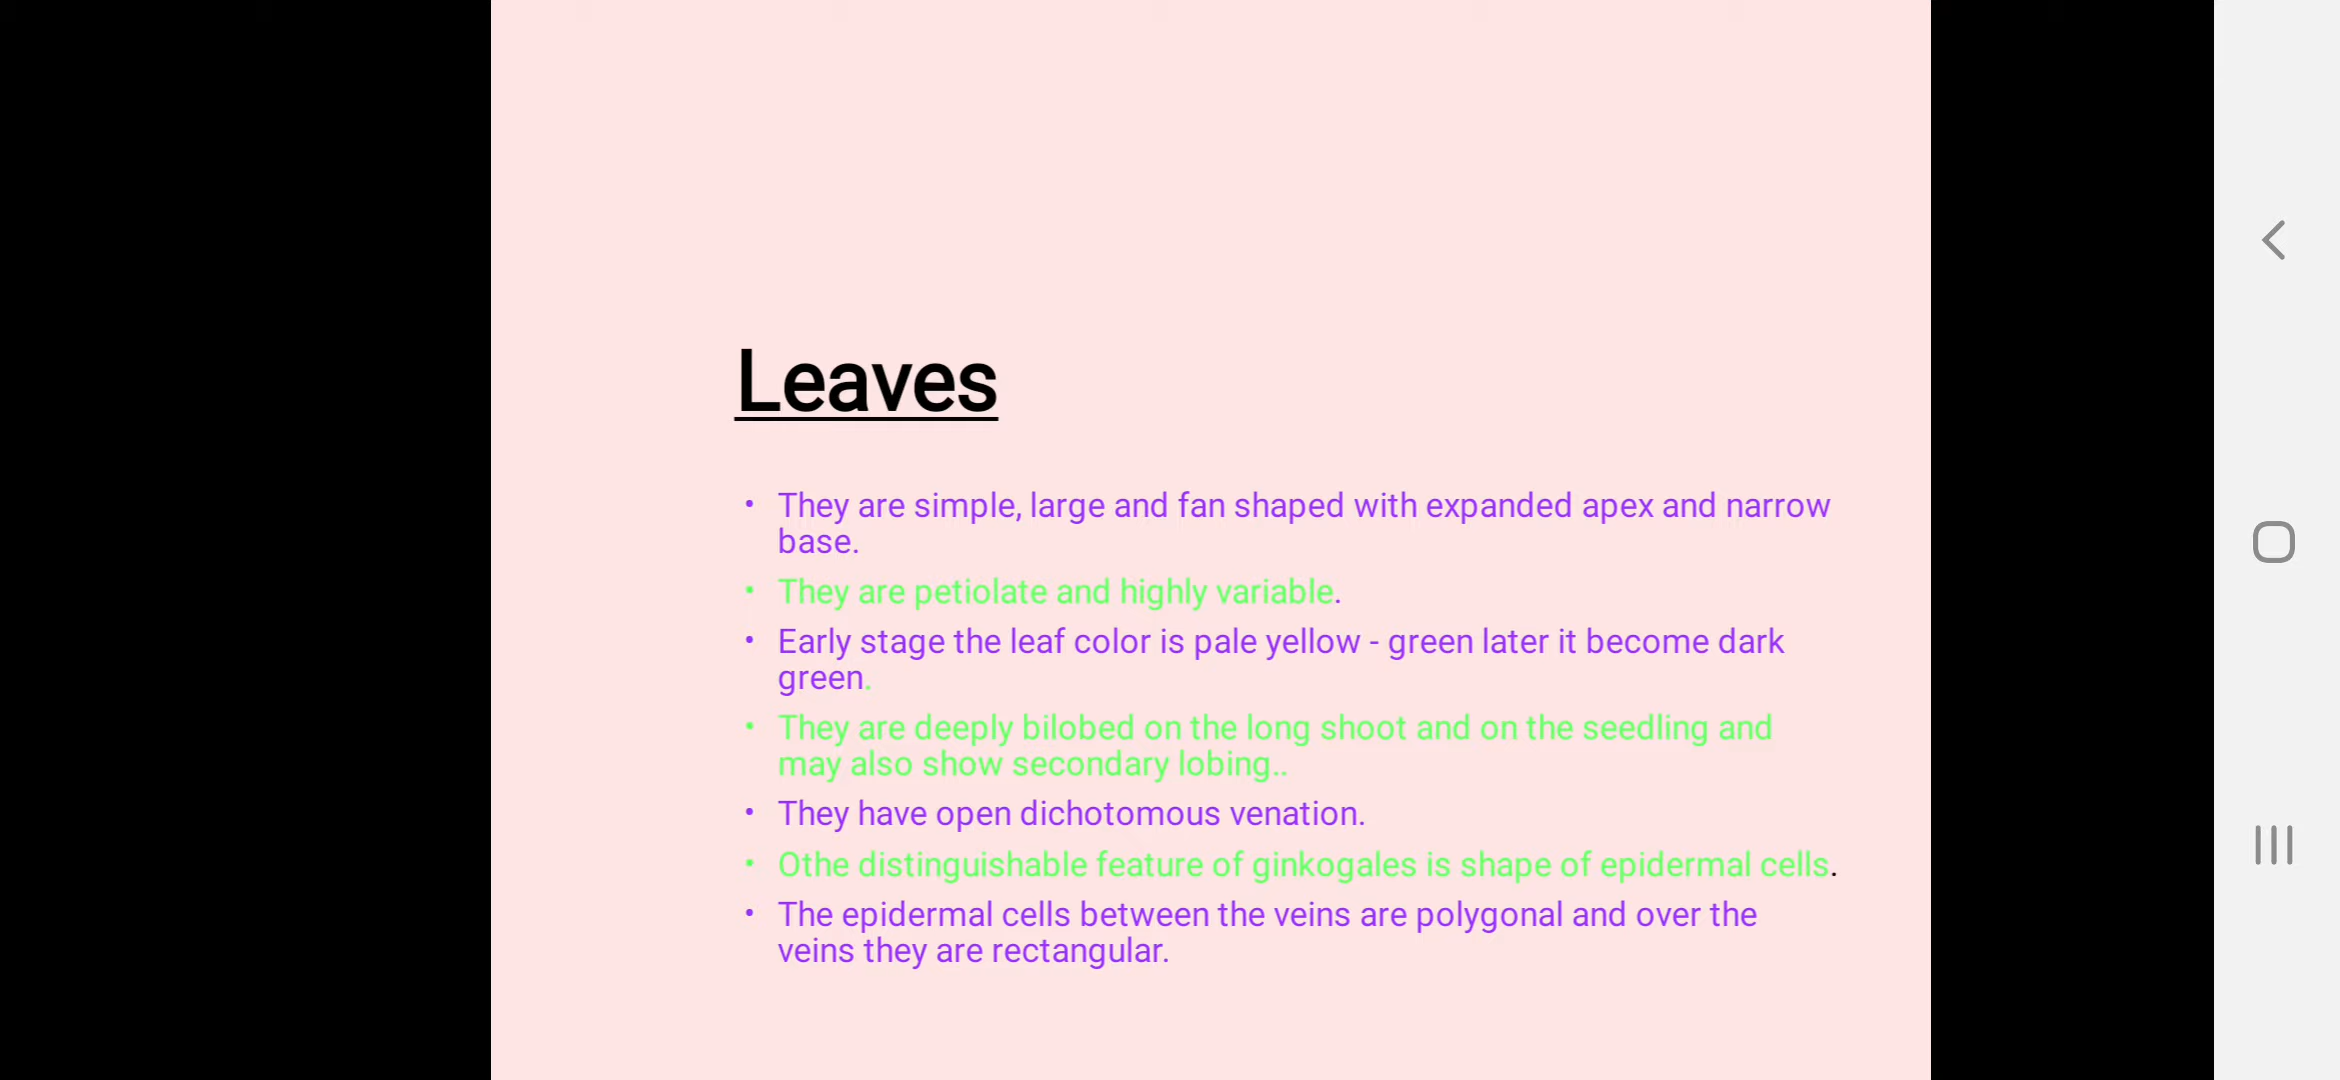 Leaves
• They are simple, large and fan shaped with expanded apex and narrow
base.
• They are petiolate and highly variable.
• Early stage the leaf color is pale yellow - green later it become dark
green.
• They are deeply bilobed on the long shoot and on the seedling and
may also show secondary lobing..
• They have open dichotomous venation.
• Othe distinguishable feature of ginkogales is shape of epidermal cells.
• The epidermal cells between the veins are polygonal and over the
veins they are rectangular.